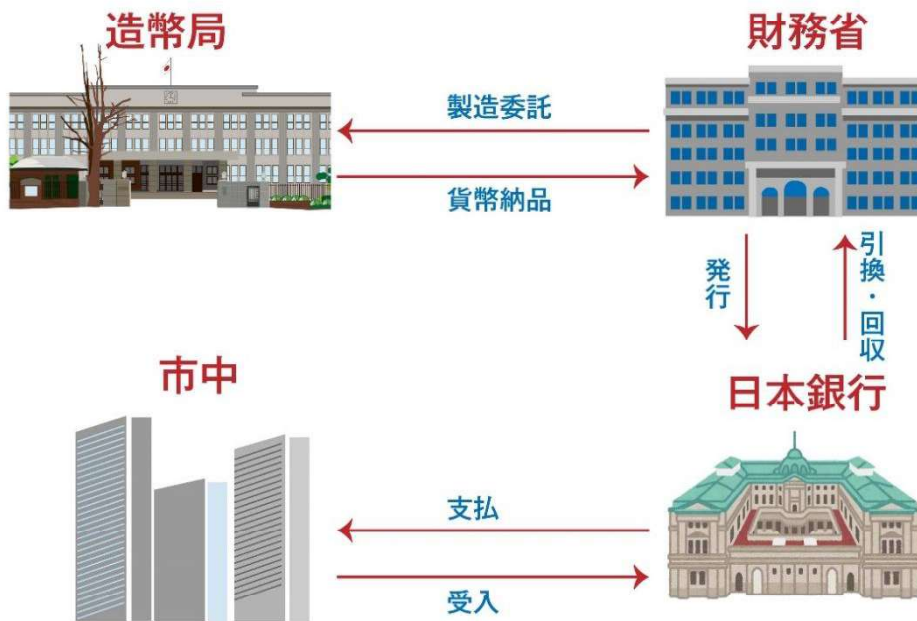 造幣局
財務省
製造委託
貨幣納品
発行
引換・回収
市中
日本銀行
支払
受入